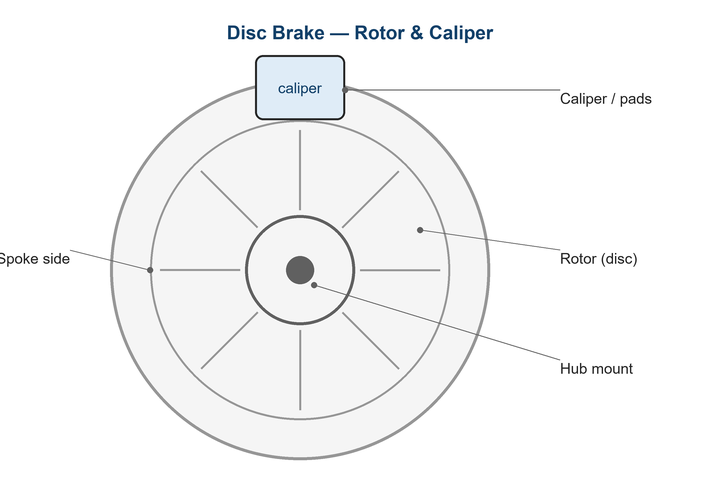 Disc Brake — Rotor & Caliper
caliper
Caliper / pads
Spoke side
Rotor (disc)
Hub mount